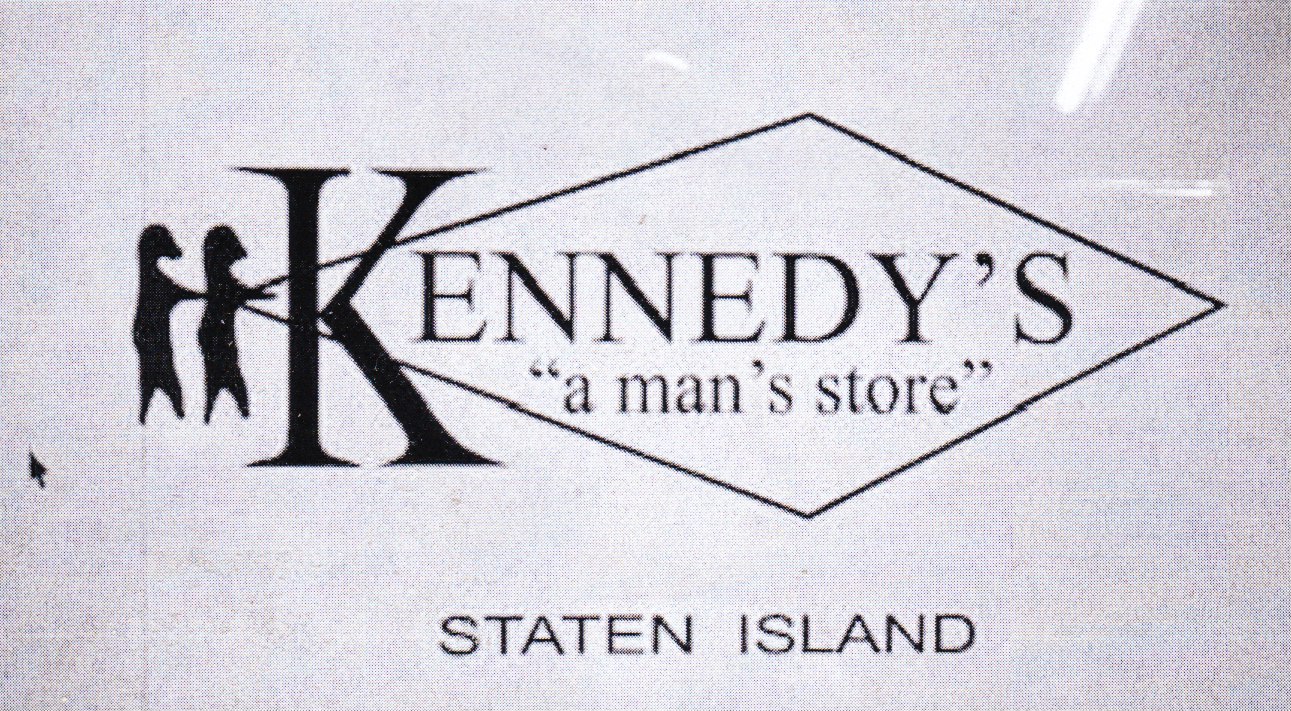 KENNEDY'S
“a man's store”
STATEN ISLAND